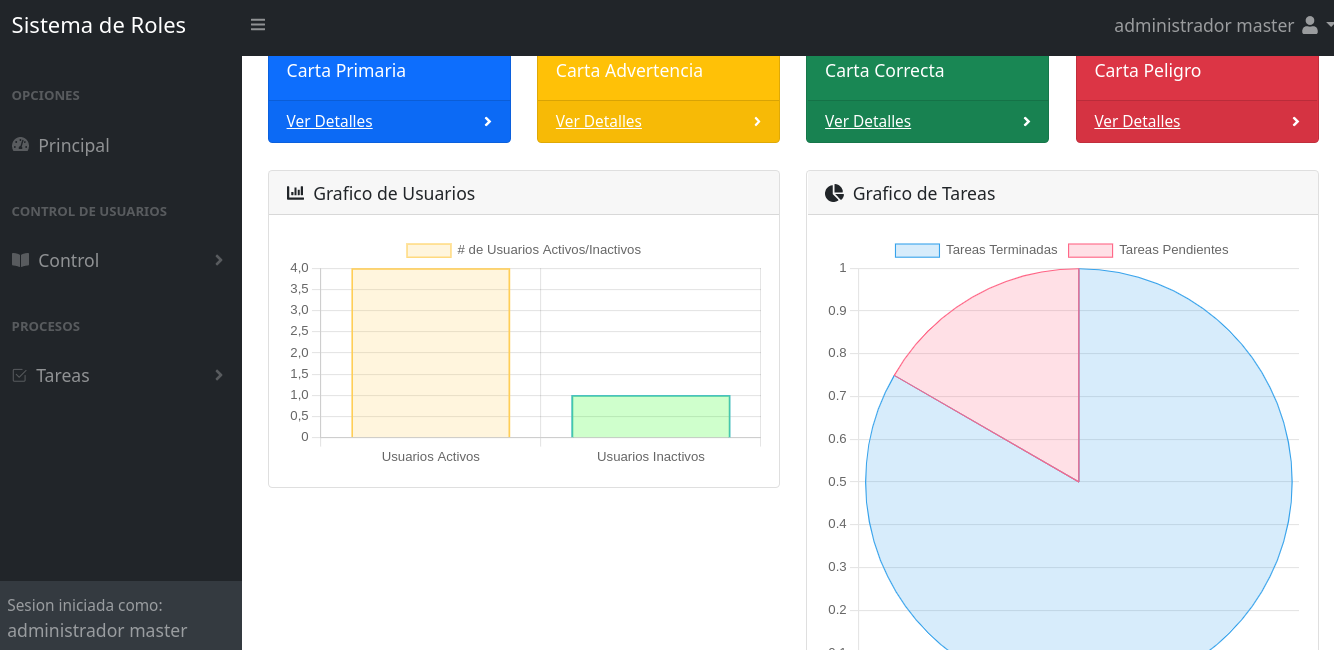 Sistema de Roles
administrador master
OPCIONES
Principal
CONTROL DE USUARIOS
Control
PROCESOS
Tareas
Sesion iniciada como:
administrador master
Carta Primaria
Ver Detalles
Carta Advertencia
Ver Detalles
Carta Correcta
Ver Detalles
Carta Peligro
Ver Detalles
Grafico de Usuarios
# de Usuarios Activos/Inactivos
4,0
3,5
3,0
2,5
2,0
1,5
1,0
0,5
0
Usuarios Activos
Usuarios Inactivos
Grafico de Tareas
Tareas Terminadas
Tareas Pendientes
1
0.9
0.8
0.7
0.6
0.5
0.4
0.3
0.2